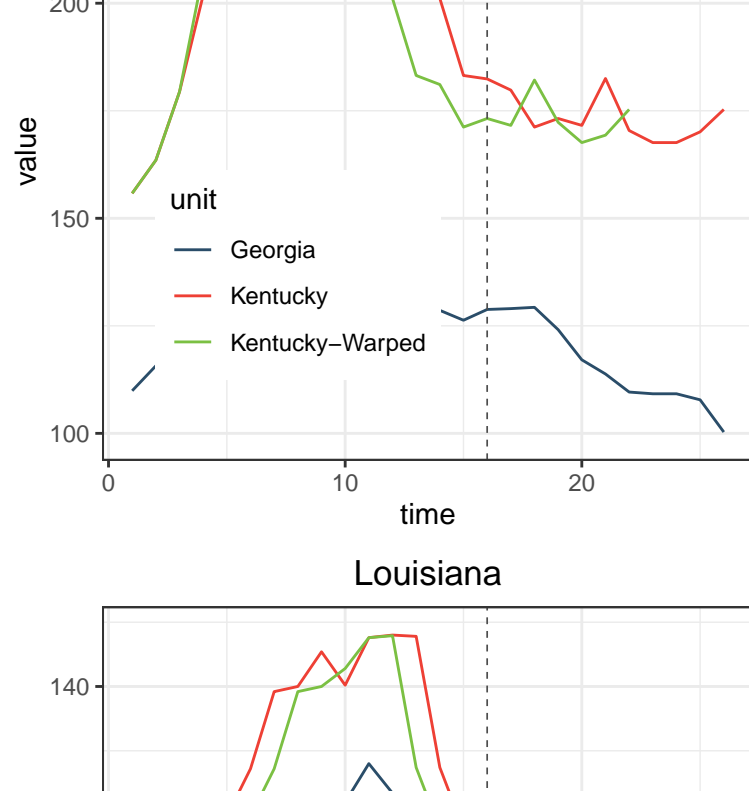 200
value
unit
150
Georgia
Kentucky
Kentucky−Warped
100
0 10 20
time
Louisiana
140